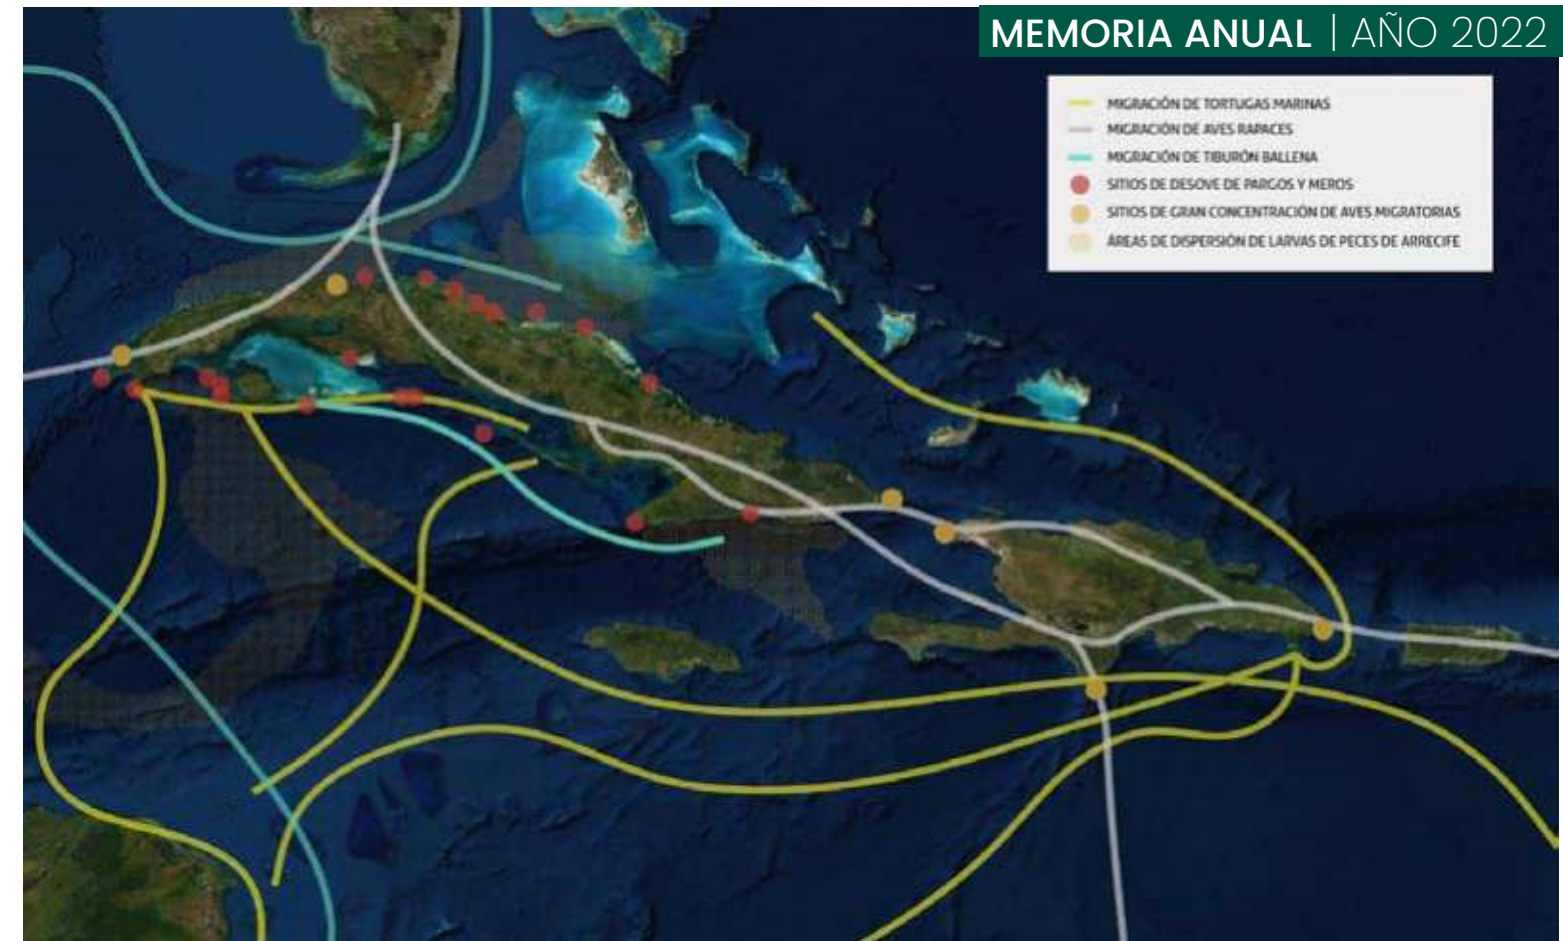 MEMORIA ANUAL | AÑO 2022
MIGRACIÓN DE TORTUGAS MARINAS
MIGRACIÓN DE AVES RAPACES
MIGRACIÓN DE TIBURÓN BALLENA
SITIOS DE DESOVE DE PARGOS Y MEROS
SITIOS DE GRAN CONCENTRACIÓN DE AVES MIGRATORIAS
ÁREAS DE DISPERSIÓN DE LARVAS DE PECES DE ARRECIFE